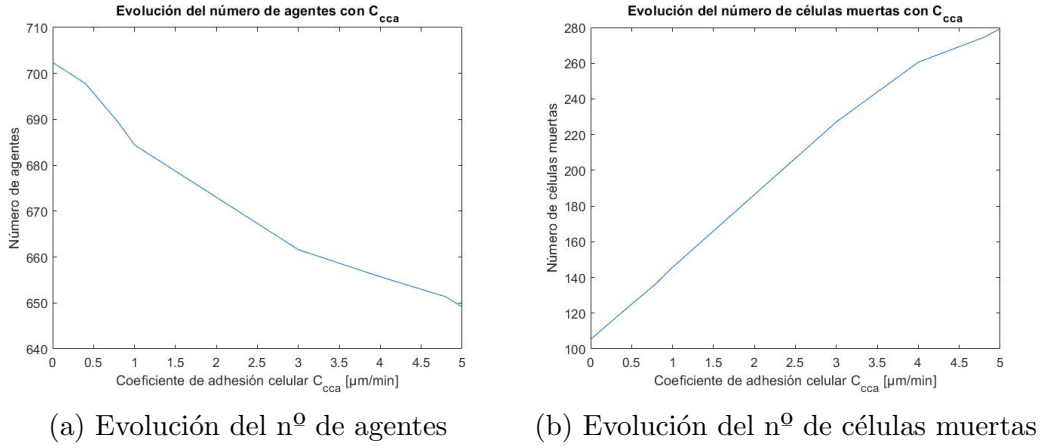 Evolución del número de agentes con C_cca
710
700
690
680
670
660
650
640
Número de agentes
0 0.5 1 1.5 2 2.5 3 3.5 4 4.5 5
Coeficiente de adhesión celular C_cca [µm/min]
(a) Evolución del nº de agentes
Evolución del número de células muertas con C_cca
280
260
240
220
200
180
160
140
120
100
Número de células muertas
0 0.5 1 1.5 2 2.5 3 3.5 4 4.5 5
Coeficiente de adhesión celular C_cca [µm/min]
(b) Evolución del nº de células muertas